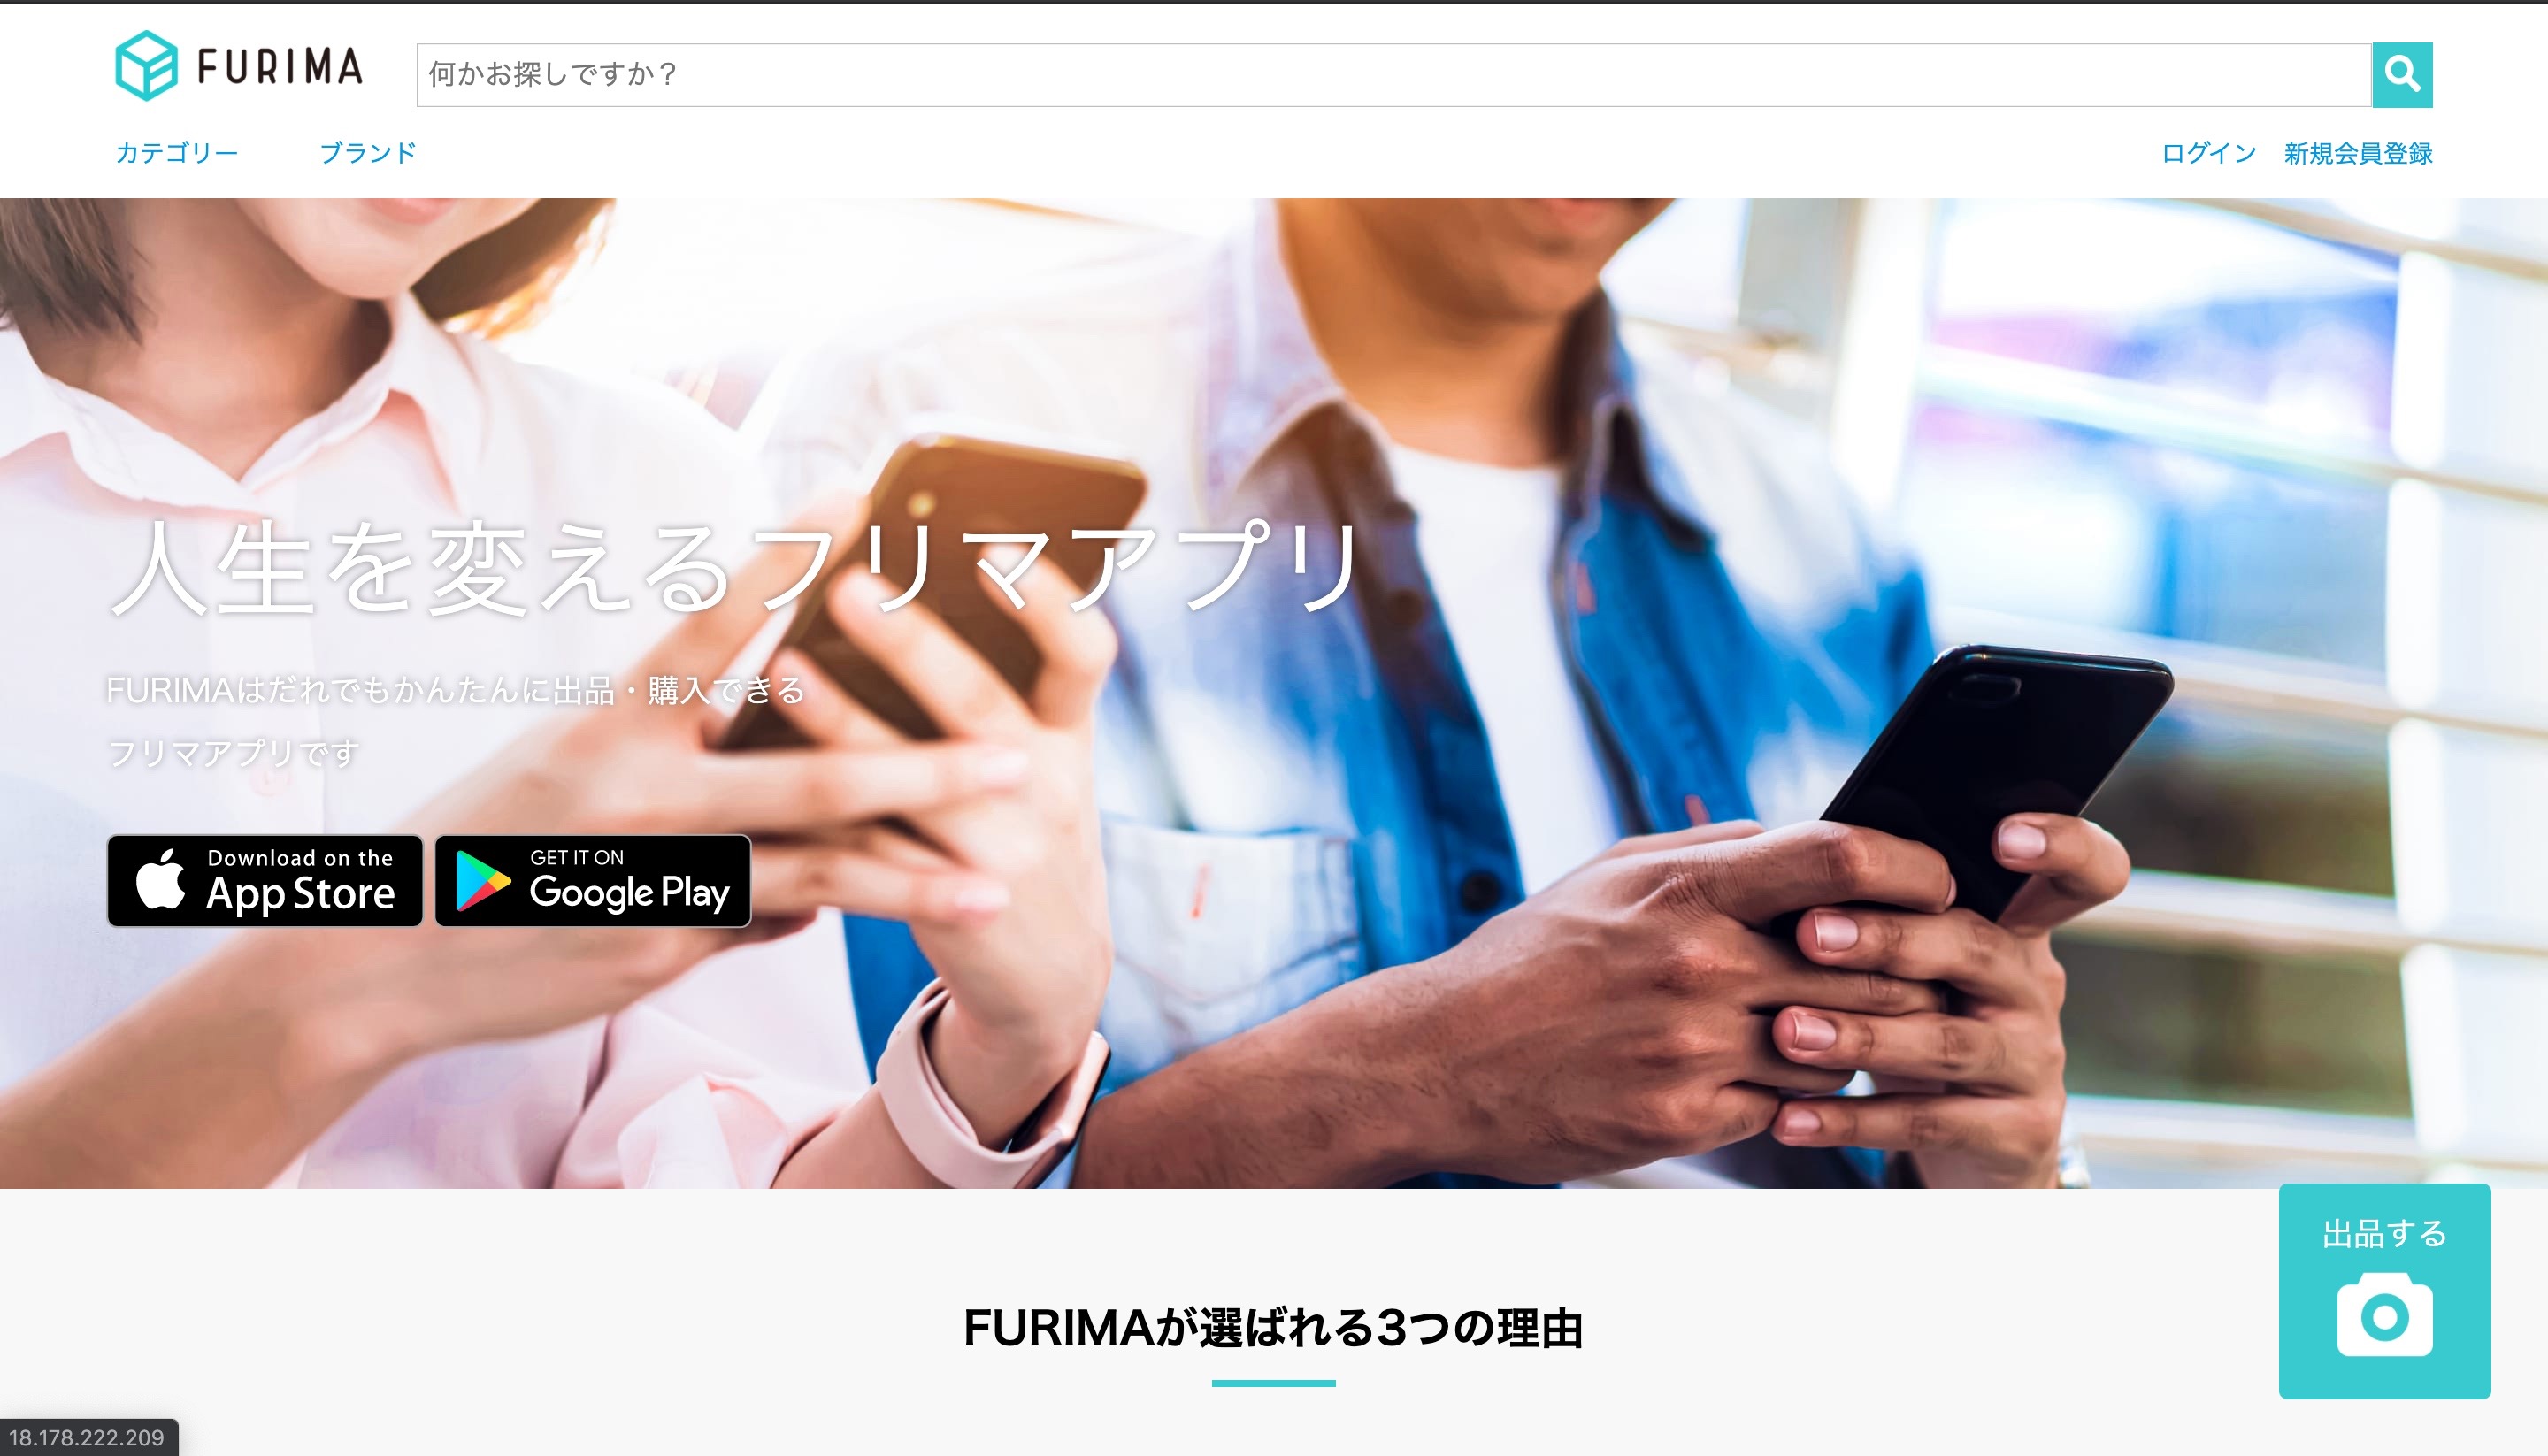 FURIMA
何かお探しですか？
カテゴリー ブランド ログイン 新規会員登録
人生を変えるフリマアプリ
FURIMAはだれでもかんたんに出品・購入できる
フリマアプリです
Download on the
App Store
GET IT ON
Google Play
出品する
FURIMAが選ばれる3つの理由
18.178.222.209